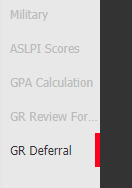 Military
ASLPI Scores
GPA Calculation
GR Review For...
GR Deferral